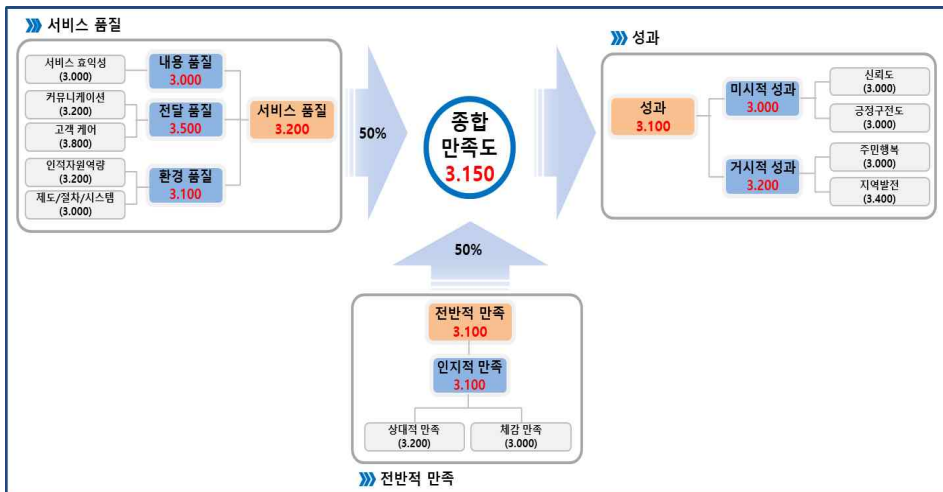 》》》 서비스 품질
서비스 효익성
(3.000)
커뮤니케이션
(3.200)
고객 케어
(3.800)
인적자원역량
(3.200)
제도/절차/시스템
(3.000)
내용 품질
3.000
전달 품질
3.500
환경 품질
3.100
서비스 품질
3.200
50%
종합
만족도
3.150
50%
전반적 만족
3.100
인지적 만족
3.100
상대적 만족
(3.200)
체감 만족
(3.000)
》》》 전반적 만족
》》》 성과
성과
3.100
미시적 성과
3.000
거시적 성과
3.200
신뢰도
(3.000)
긍정구전도
(3.000)
주민행복
(3.000)
지역발전
(3.400)